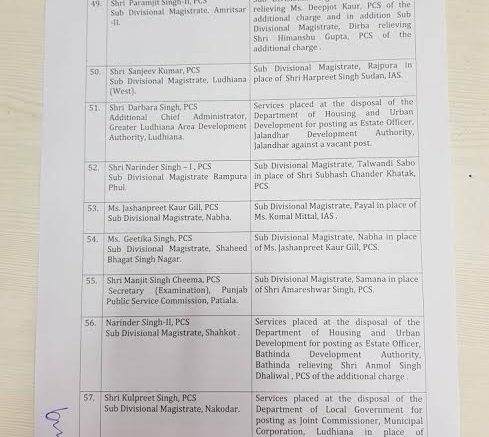 49. Shri Paramjit Singh-II, PCS
Sub Divisional Magistrate, Amritsar
-II.
relieving Ms. Deepjot Kaur, PCS of the
additional charge and in addition Sub
Divisional Magistrate, Dirba relieving
Shri Himanshu Gupta, PCS of the
additional charge .
50. Shri Sanjeev Kumar, PCS
Sub Divisional Magistrate, Ludhiana
(West).
Sub Divisional Magistrate, Rajpura in
place of Shri Harpreet Singh Sudan, IAS.
51. Shri Darbara Singh, PCS
Additional Chief Administrator,
Greater Ludhiana Area Development
Authority, Ludhiana.
Services placed at the disposal of the
Department of Housing and Urban
Development for posting as Estate Officer,
Jalandhar Development Authority,
Jalandhar against a vacant post.
52. Shri Narinder Singh – I , PCS
Sub Divisional Magistrate Rampura
Phul.
Sub Divisional Magistrate, Talwandi Sabo
in place of Shri Subhash Chander Khatak,
PCS.
53. Ms. Jashanpreet Kaur Gill, PCS
Sub Divisional Magistrate, Nabha.
Sub Divisional Magistrate, Payal in place of
Ms. Komal Mittal, IAS .
54. Ms. Geetika Singh, PCS
Sub Divisional Magistrate, Shaheed
Bhagat Singh Nagar.
Sub Divisional Magistrate, Nabha in place
of Ms. Jashanpreet Kaur Gill, PCS.
55. Shri Manjit Singh Cheema, PCS
Secretary (Examination), Punjab
Public Service Commission, Patiala.
Sub Divisional Magistrate, Samana in place
of Shri Amareshwar Singh, PCS.
56. Narinder Singh-II, PCS
Sub Divisional Magistrate, Shahkot .
Services placed at the disposal of the
Department of Housing and Urban
Development for posting as Estate Officer,
Bathinda Development Authority,
Bathinda relieving Shri Anmol Singh
Dhaliwal , PCS of the additional charge .
57. Shri Kulpreet Singh, PCS
Sub Divisional Magistrate, Nakodar.
Services placed at the disposal of the
Department of Local Government for
posting as Joint Commissioner, Municipal
Corporation, Ludhiana in place of